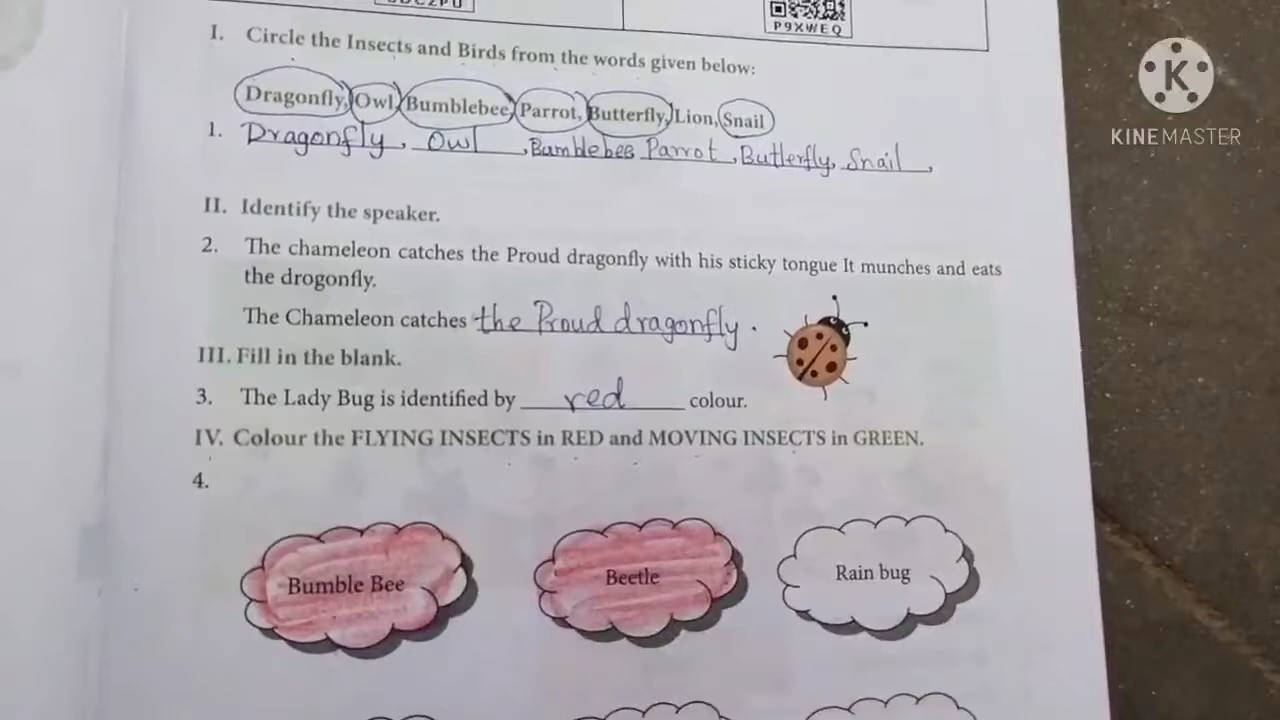 P9XWEQ
K
KINEMASTER
I. Circle the Insects and Birds from the words given below:
Dragonfly, Owl, Bumblebee, Parrot, Butterfly, Lion, Snail
1. Dragonfly, Owl, Bumblebee, Parrot, Butterfly, Snail,
II. Identify the speaker.
2. The chameleon catches the Proud dragonfly with his sticky tongue It munches and eats
the drogonfly.
The Chameleon catches the Proud dragonfly.
III. Fill in the blank.
3. The Lady Bug is identified by red colour.
IV. Colour the FLYING INSECTS in RED and MOVING INSECTS in GREEN.
4.
Bumble Bee Beetle Rain bug